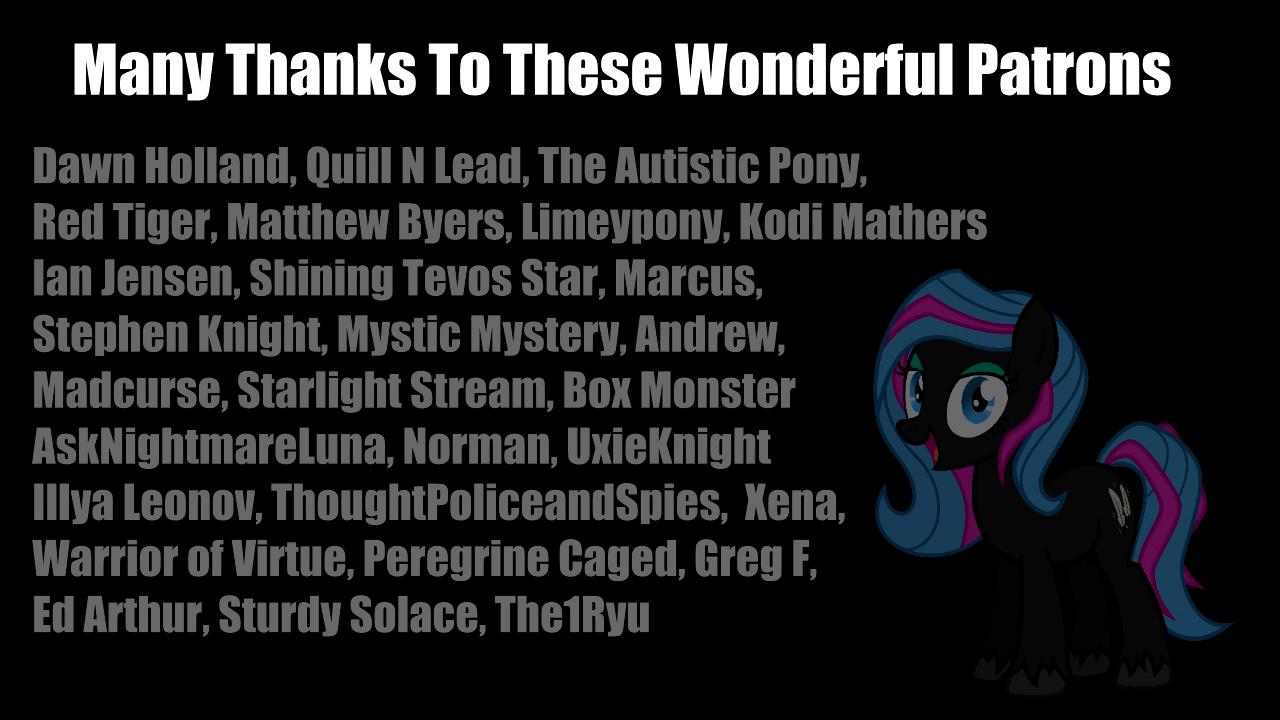 Many Thanks To These Wonderful Patrons
Dawn Holland, Quill N Lead, The Autistic Pony,
Red Tiger, Matthew Byers, Limeypony, Kodi Mathers
Ian Jensen, Shining Tevos Star, Marcus,
Stephen Knight, Mystic Mystery, Andrew,
Madcurse, Starlight Stream, Box Monster
AskNightmareLuna, Norman, UxieKnight
Illya Leonov, ThoughtPoliceandSpies,  Xena,
Warrior of Virtue, Peregrine Caged, Greg F,
Ed Arthur, Sturdy Solace, The1Ryu